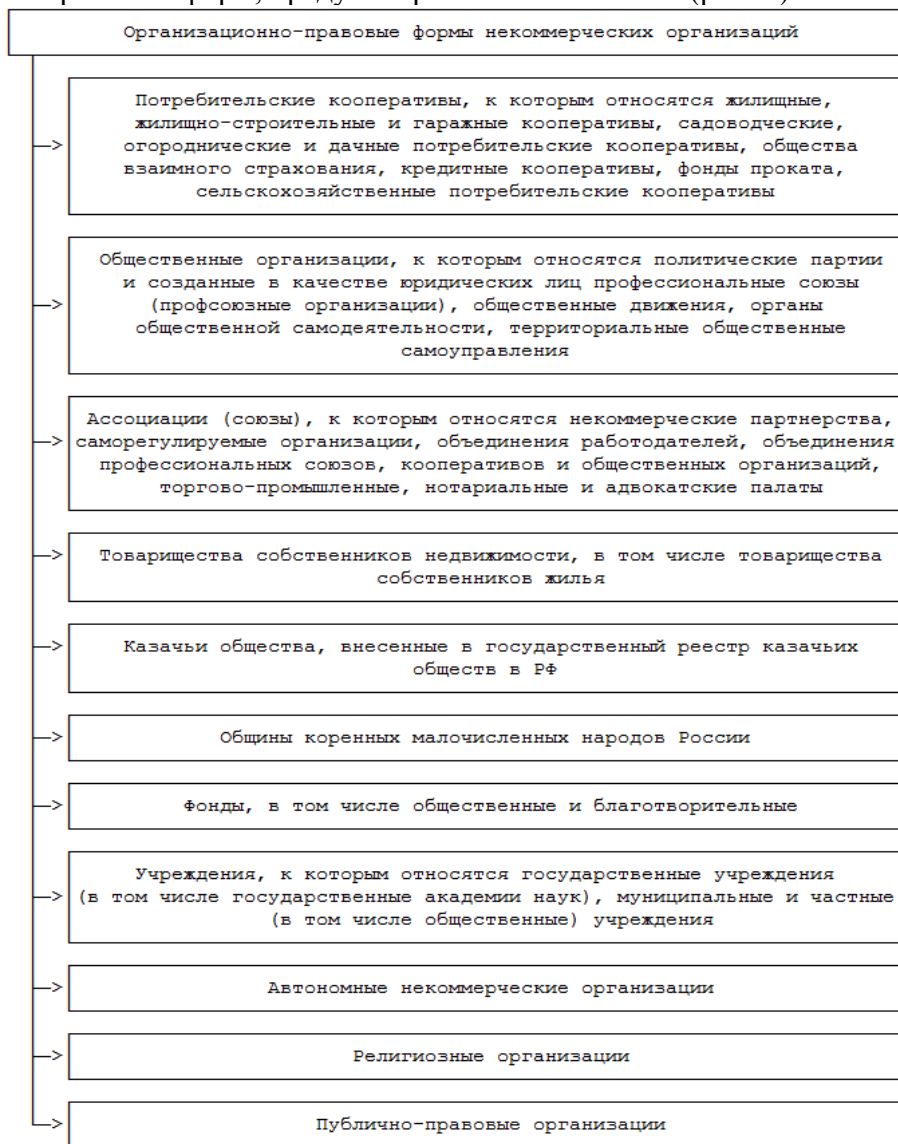 Организационно-правовые формы некоммерческих организаций
Потребительские кооперативы, к которым относятся жилищные,
жилищно-строительные и гаражные кооперативы, садоводческие,
огороднические и дачные потребительские кооперативы, общества
взаимного страхования, кредитные кооперативы, фонды проката,
сельскохозяйственные потребительские кооперативы
Общественные организации, к которым относятся политические партии
и созданные в качестве юридических лиц профессиональные союзы
(профсоюзные организации), общественные движения, органы
общественной самодеятельности, территориальные общественные
самоуправления
Ассоциации (союзы), к которым относятся некоммерческие партнерства,
саморегулируемые организации, объединения работодателей, объединения
профессиональных союзов, кооперативов и общественных организаций,
торгово-промышленные, нотариальные и адвокатские палаты
Товарищества собственников недвижимости, в том числе товарищества
собственников жилья
Казачьи общества, внесенные в государственный реестр казачьих
обществ в РФ
Общины коренных малочисленных народов России
Фонды, в том числе общественные и благотворительные
Учреждения, к которым относятся государственные учреждения
(в том числе государственные академии наук), муниципальные и частные
(в том числе общественные) учреждения
Автономные некоммерческие организации
Религиозные организации
Публично-правовые организации